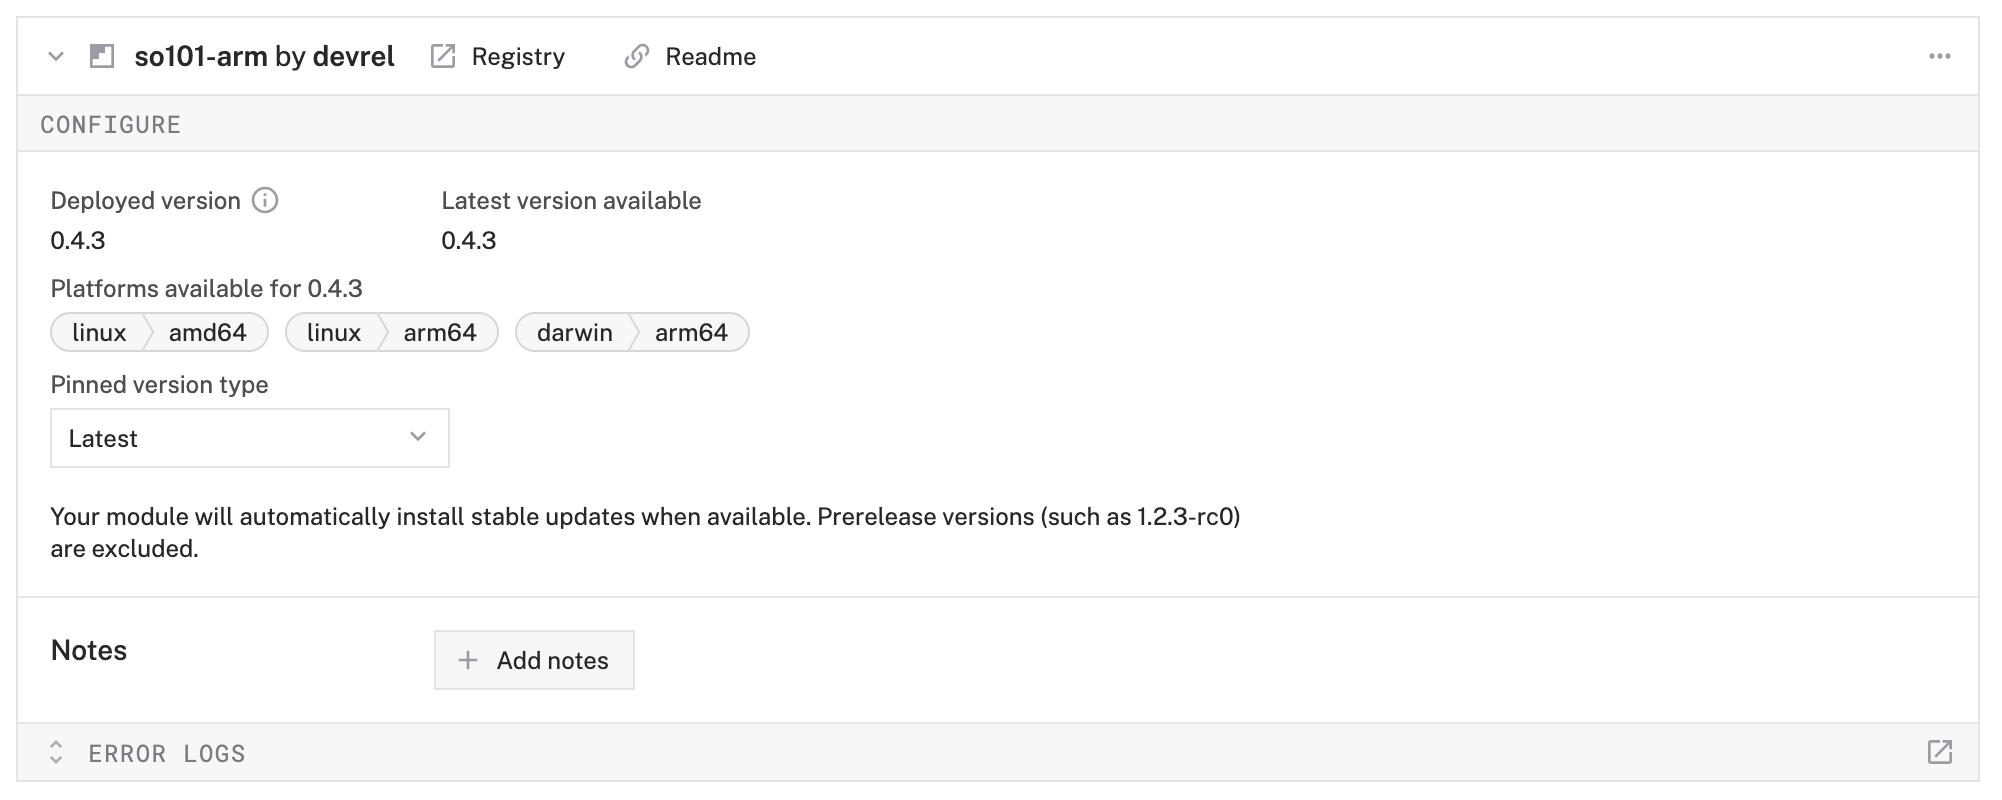 so101-arm by devrel Registry Readme
CONFIGURE
Deployed version Latest version available
0.4.3 0.4.3
Platforms available for 0.4.3
linux amd64 linux arm64 darwin arm64
Pinned version type
Latest
Your module will automatically install stable updates when available. Prerelease versions (such as 1.2.3-rc0)
are excluded.
Notes Add notes
ERROR LOGS